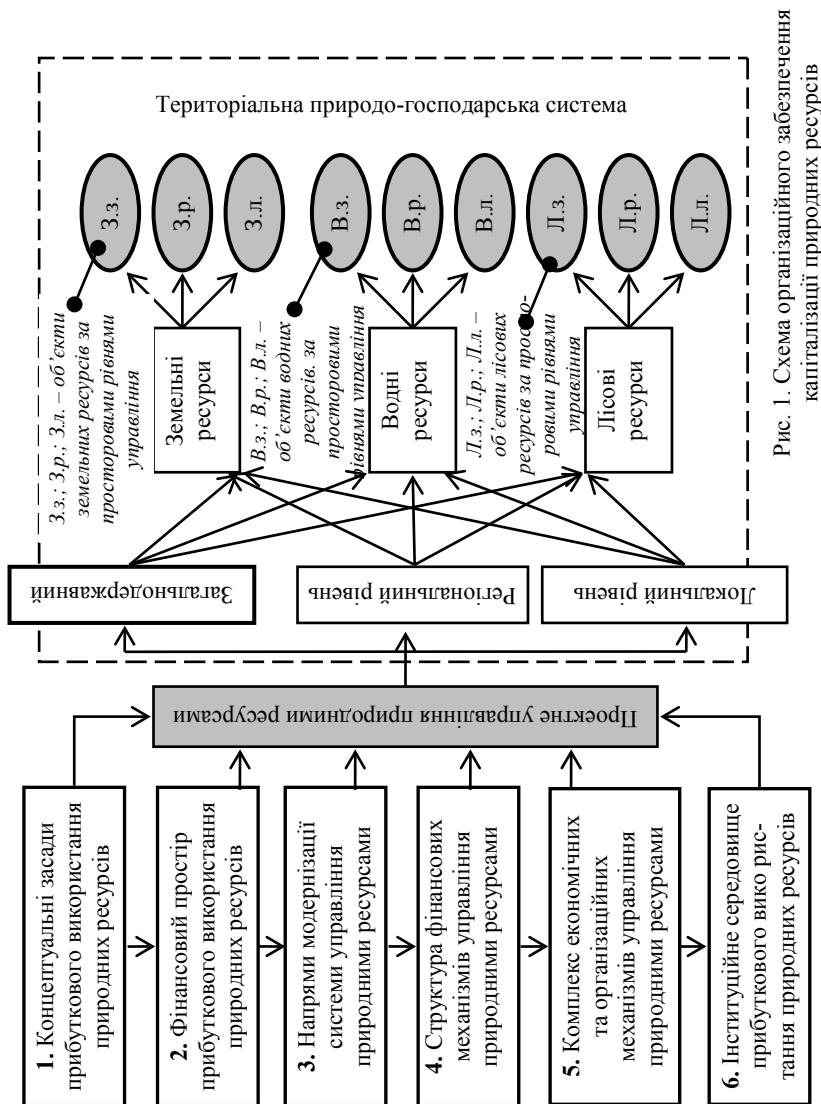 1. Концептуальні засади
прибуткового використання
природних ресурсів
2. Фінансовий простір
прибуткового використання
природних ресурсів
3. Напрями модернізації
системи управління
природними ресурсами
4. Структура фінансових
механізмів управління
природними ресурсами
5. Комплекс економічних
та організаційних
механізмів управління
природними ресурсами
6. Інституційне середовище
прибуткового вико рис-
тання природних ресурсів
Проектне управління природними ресурсами
Загальнодержавний
Регіональний рівень
Локальний рівень
З.з.; З.р.; З.л. – об’єкти
земельних ресурсів за
просторовими рівнями
управління
Земельні
ресурси
В.з.; В.р.; В.л. –
об’єкти водних
ресурсів. за
просторовими
рівнями управління
Водні
ресурси
Л.з.; Л.р.; Л.л. –
об’єкти лісових
ресурсів за просто-
ровими рівнями
управління
Лісові
ресурси
З.з.
З.р.
З.л.
В.з.
В.р.
В.л.
Л.з.
Л.р.
Л.л.
Територіальна природо-господарська система
Рис. 1. Схема організаційного забезпечення
капіталізації природних ресурсів